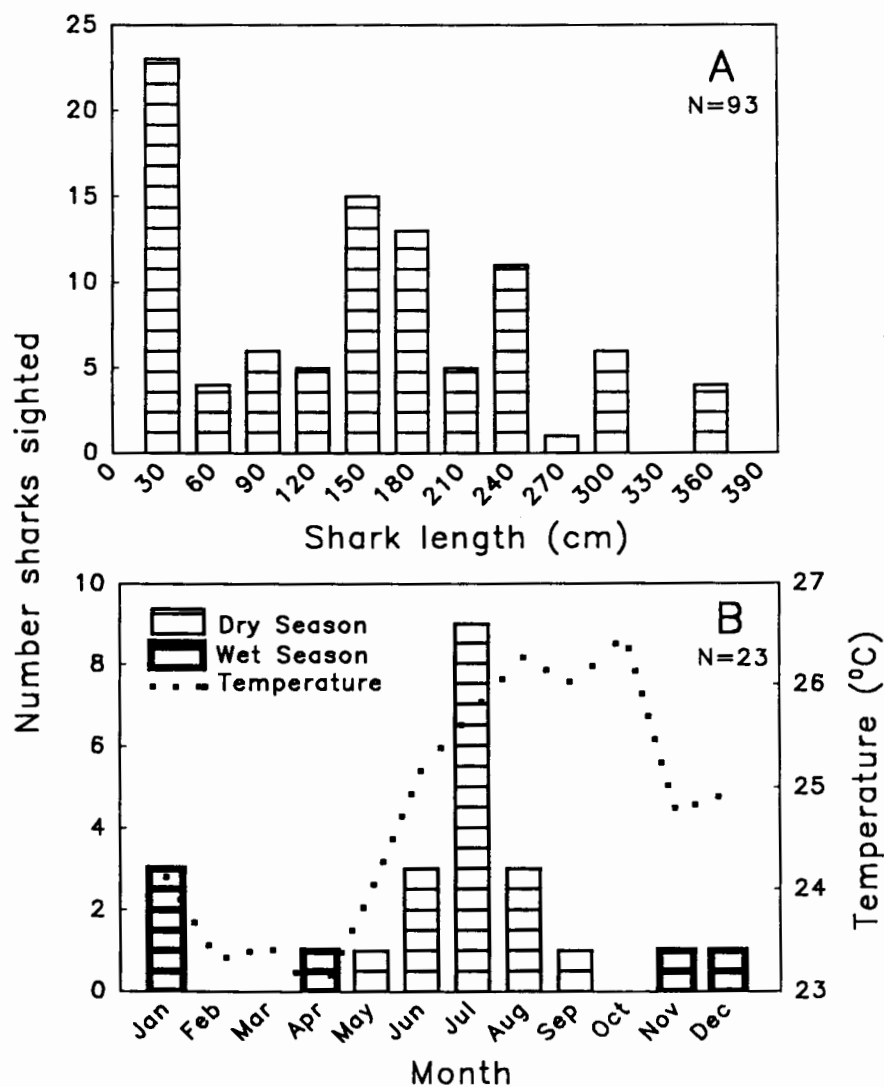 Number sharks sighted
25
20
15
10
5
0
A
N=93
0 30 60 90 120 150 180 210 240 270 300 330 360 390
Shark length (cm)
10
8
6
4
2
0
Dry Season
Wet Season
Temperature
B
N=23
27
26
25
24
23
Temperature (ºC)
Jan Feb Mar Apr May Jun Jul Aug Sep Oct Nov Dec
Month